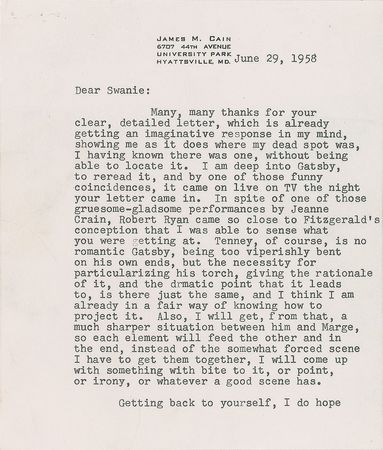 JAMES M. CAIN
6707 44TH AVENUE
UNIVERSITY PARK
HYATTSVILLE, MD.
June 29, 1958
Dear Swanie:
Many, many thanks for your
clear, detailed letter, which is already
getting an imaginative response in my mind,
showing me as it does where my dead spot was,
I having known there was one, without being
able to locate it. I am deep into Gatsby,
to reread it, and by one of those funny
coincidences, it came on live on TV the night
your letter came in. In spite of one of those
gruesome-gladsome performances by Jeanne
Crain, Robert Ryan came so close to Fitzgerald's
conception that I was able to sense what
you were getting at. Tenney, of course, is no
romantic Gatsby, being too viperishly bent
on his own ends, but the necessity for
particularizing his torch, giving the rationale
of it, and the drmatic point that it leads
to, is there just the same, and I think I am
already in a fair way of knowing how to
project it. Also, I will get, from that, a
much sharper situation between him and Marge,
so each element will feed the other and in
the end, instead of the somewhat forced scene
I have to get them together, I will come up
with something with bite to it, or point,
or irony, or whatever a good scene has.
Getting back to yourself, I do hope